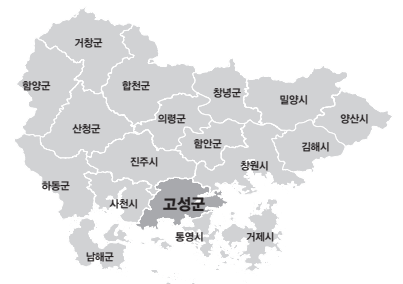 거창군
함양군
합천군
창녕군
밀양시
양산시
의령군
산청군
함안군
김해시
진주시
창원시
하동군
사천시
고성군
통영시
거제시
남해군